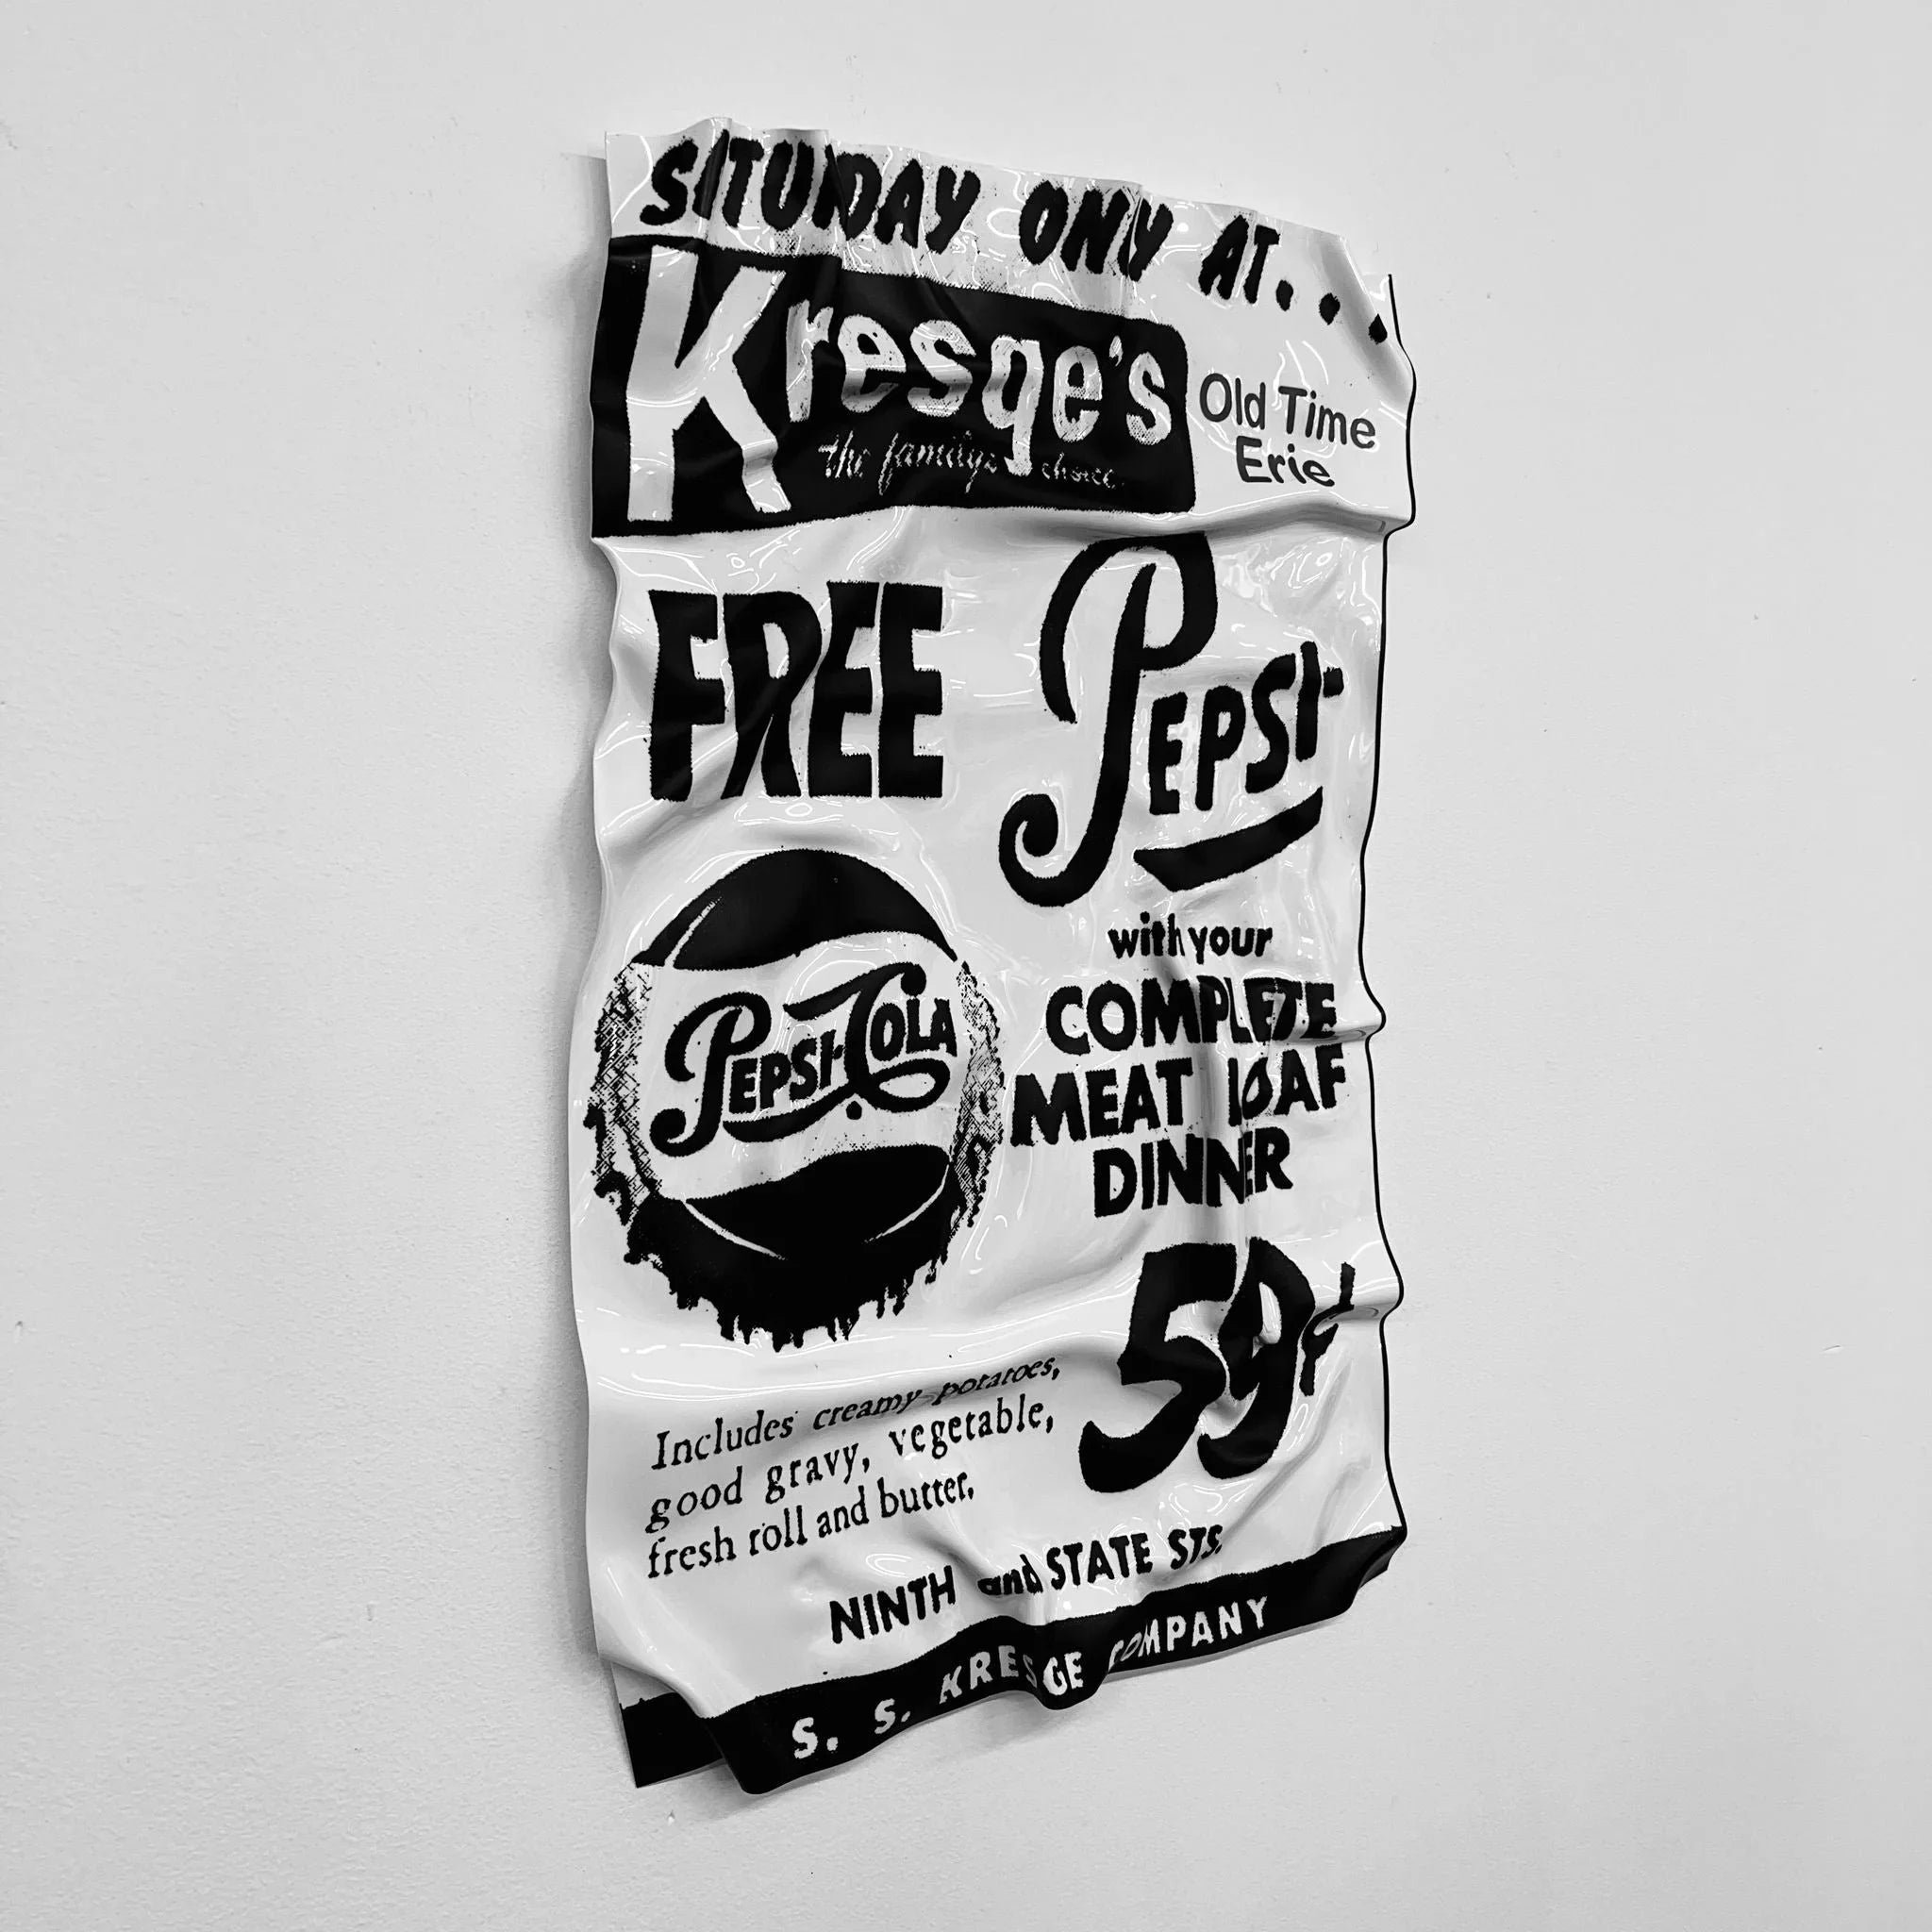 SATURDAY ONLY AT...
Kresge's
the family's choice
Old Time
Erie
FREE
PEPSI-
with your
COMPLETE
MEAT LOAF
DINNER
PEPSI-COLA
59¢
Includes creamy potatoes,
good gravy, vegetable,
fresh roll and butter.
NINTH and STATE STS.
S. S. KRESGE COMPANY